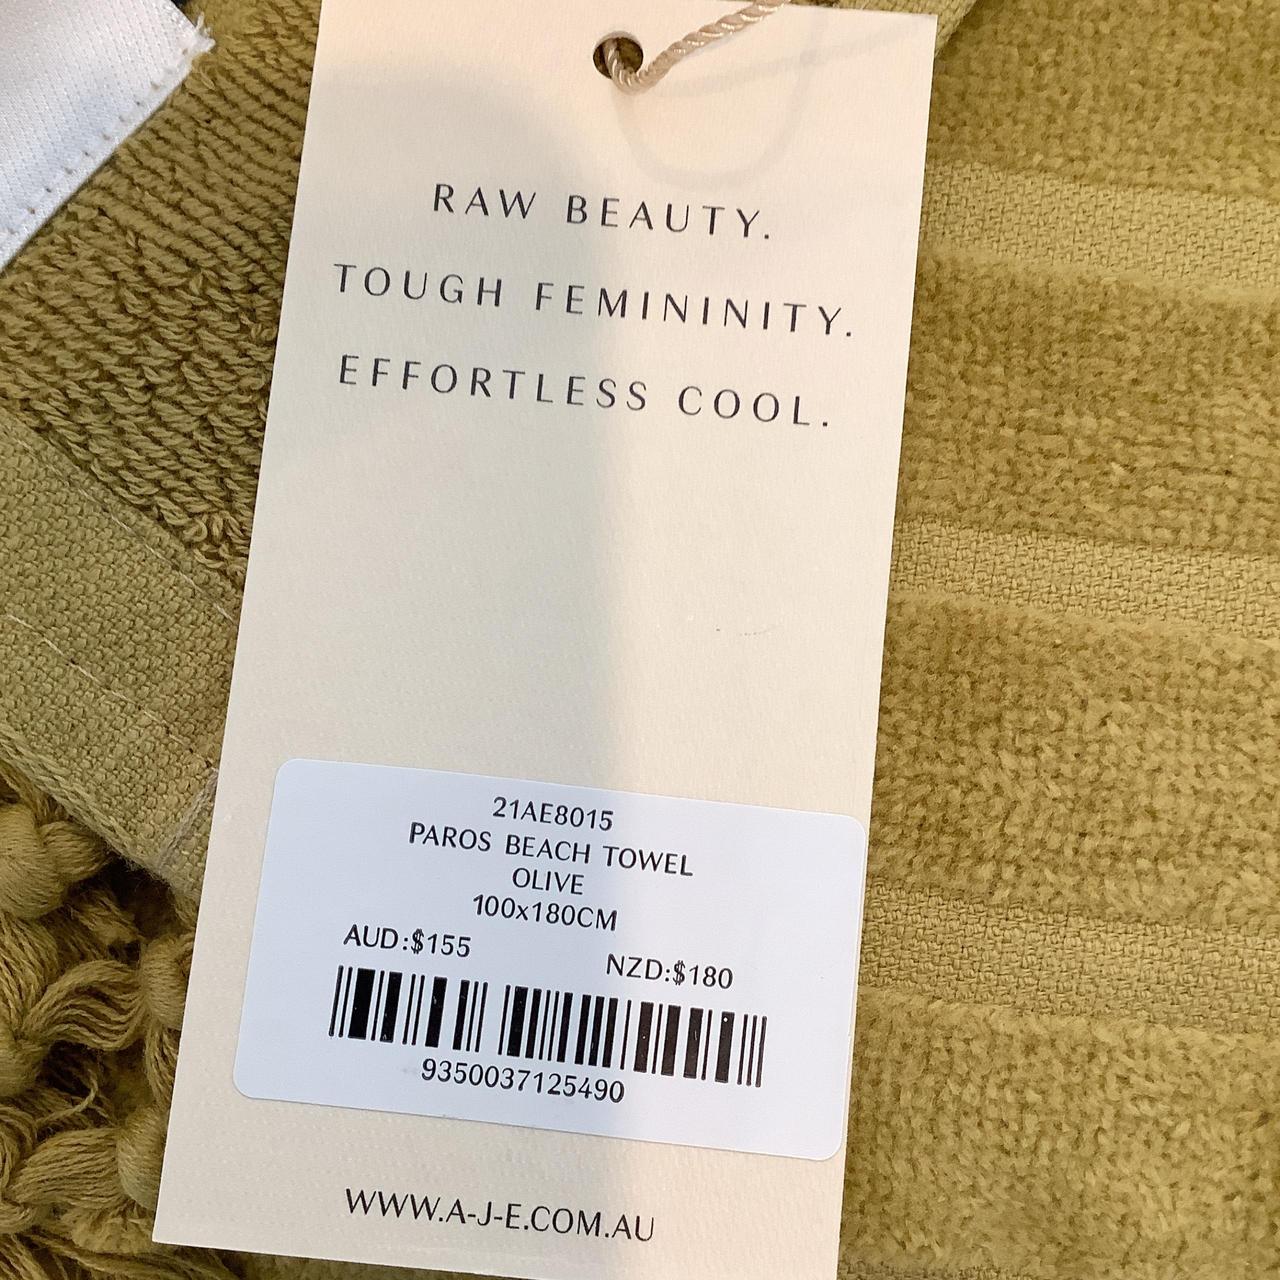 RAW BEAUTY.
TOUGH FEMININITY.
EFFORTLESS COOL.
21AE8015
PAROS BEACH TOWEL
OLIVE
100x180CM
AUD:$155 NZD:$180
9350037125490
WWW.A-J-E.COM.AU